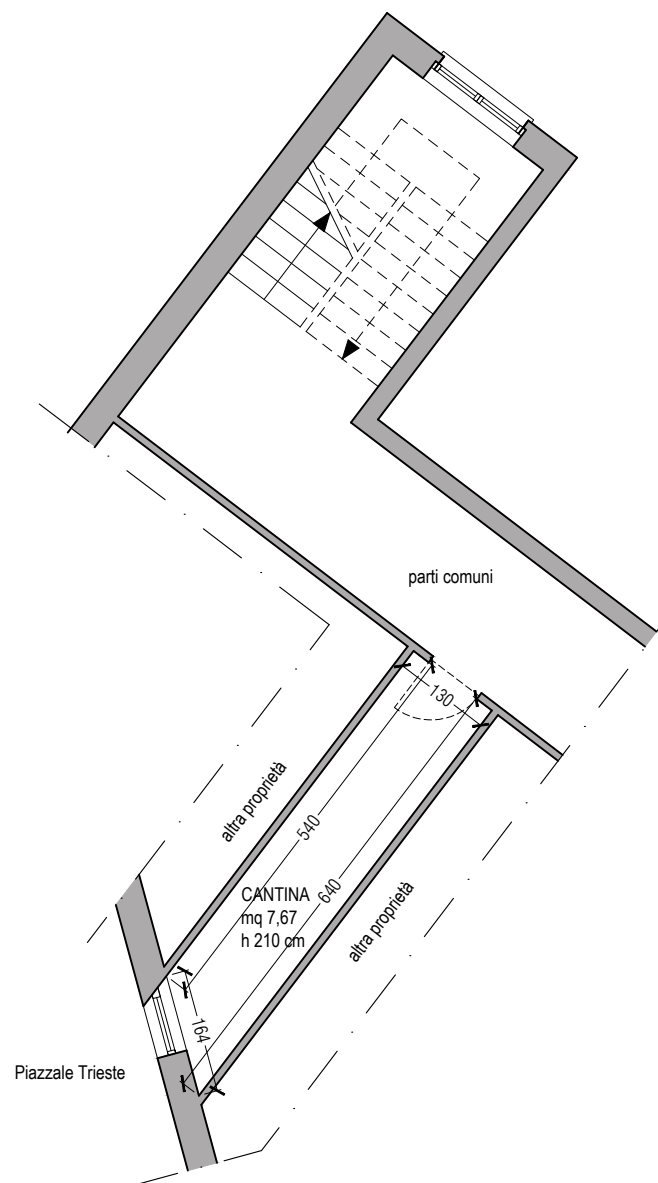 parti comuni
130
altra proprietà
540
640
CANTINA
mq 7,67
h 210 cm
altra proprietà
164
Piazzale Trieste